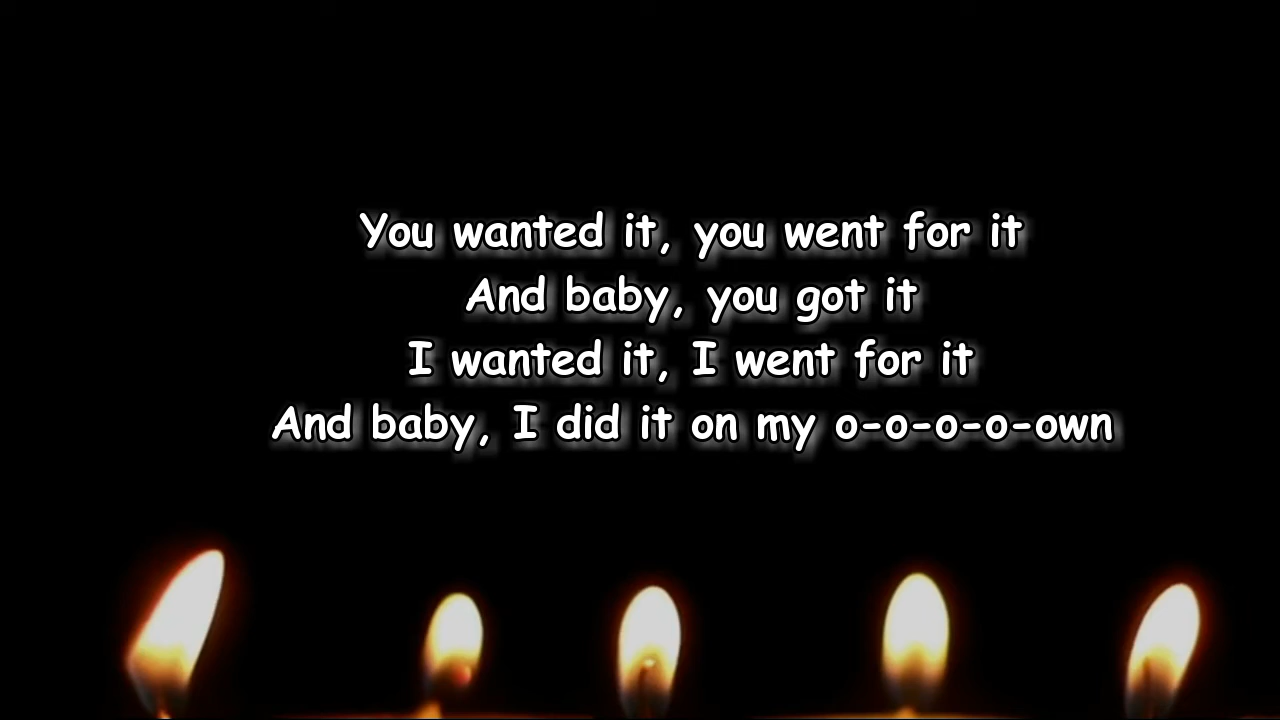 You wanted it, you went for it
And baby, you got it
I wanted it, I went for it
And baby, I did it on my o-o-o-o-own